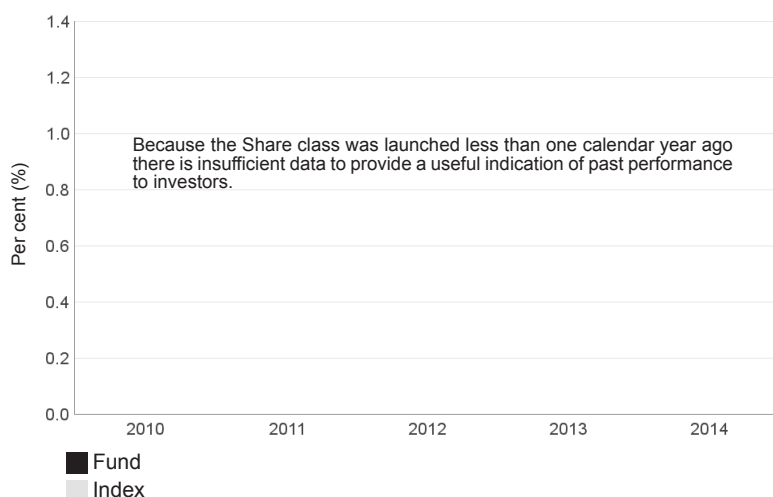 1.4
1.2
1.0
Because the Share class was launched less than one calendar year ago
there is insufficient data to provide a useful indication of past performance
to investors.
0.8
0.6
0.4
0.2
0.0
Per cent (%)
2010 2011 2012 2013 2014
Fund
Index